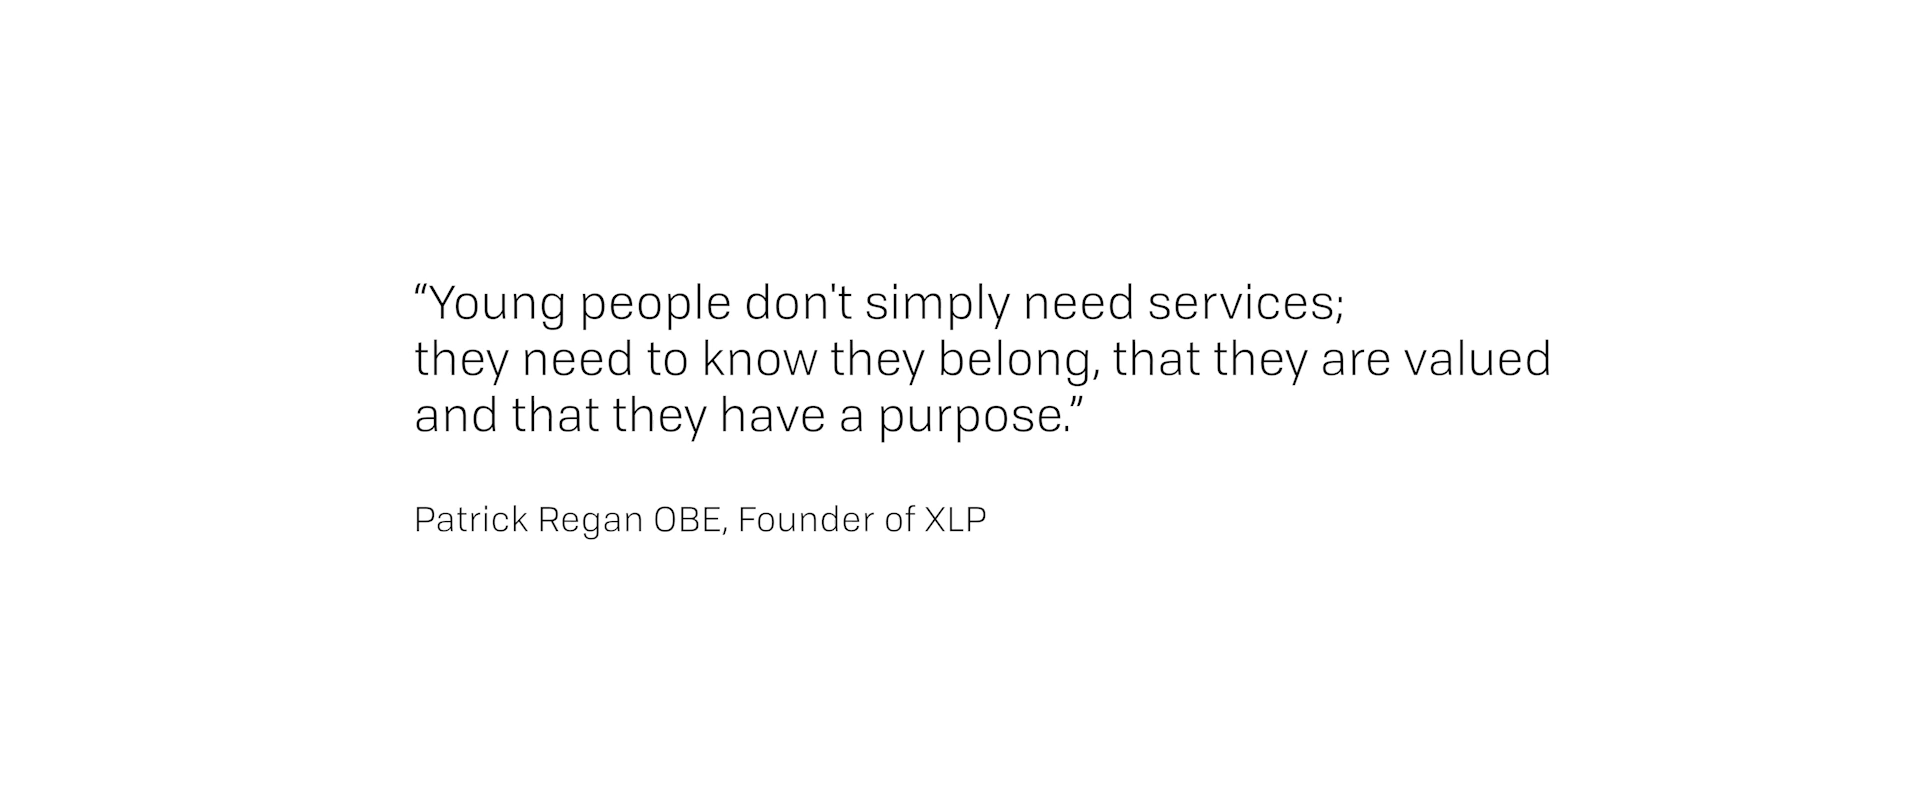 “Young people don't simply need services;
they need to know they belong, that they are valued
and that they have a purpose.”
Patrick Regan OBE, Founder of XLP